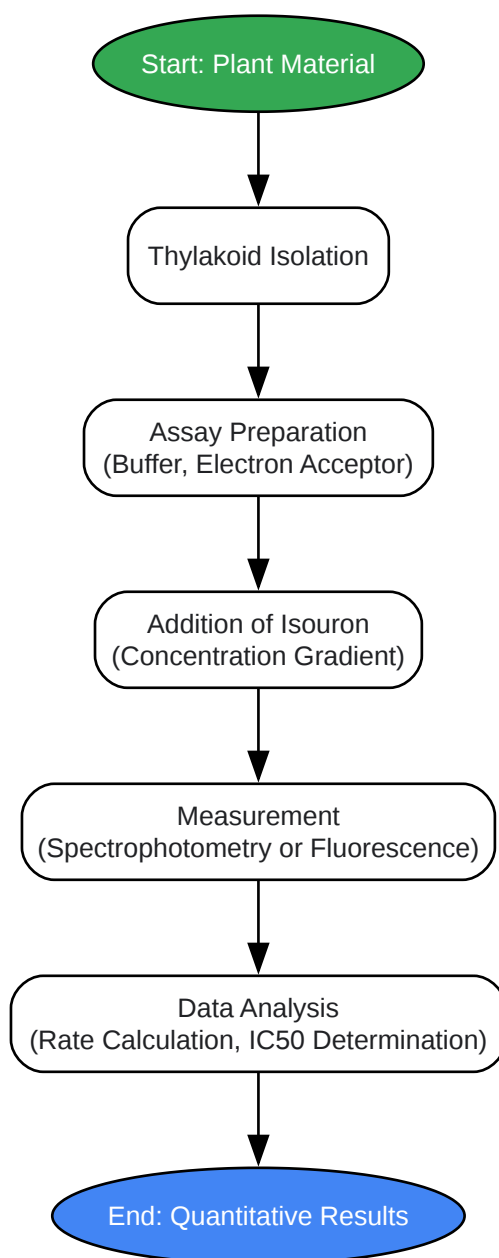 Start: Plant Material
Thylakoid Isolation
Assay Preparation
(Buffer, Electron Acceptor)
Addition of Isouron
(Concentration Gradient)
Measurement
(Spectrophotometry or Fluorescence)
Data Analysis
(Rate Calculation, IC50 Determination)
End: Quantitative Results